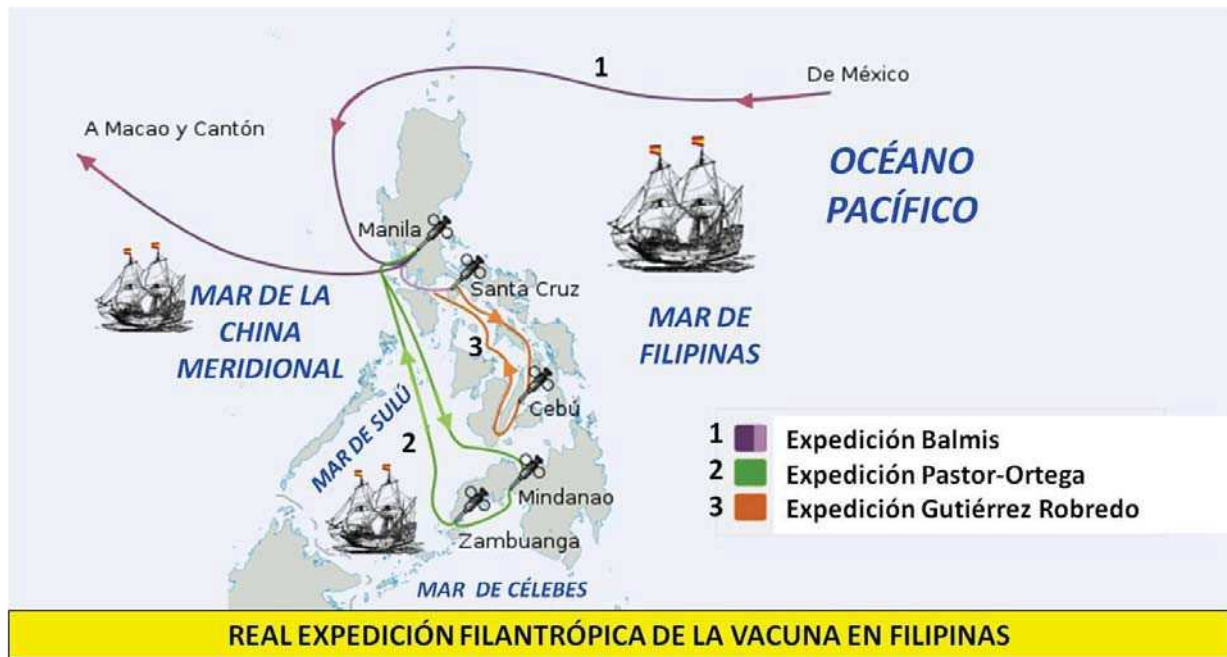 1
De México
A Macao y Cantón
OCÉANO
PACÍFICO
Manila
Santa Cruz
MAR DE LA
CHINA
MERIDIONAL
MAR DE
FILIPINAS
3
Cebú
MAR DE SULÚ
2
Mindanao
Zambuanga
MAR DE CÉLEBES
1 Expedición Balmis
2 Expedición Pastor-Ortega
3 Expedición Gutiérrez Robredo
REAL EXPEDICIÓN FILANTRÓPICA DE LA VACUNA EN FILIPINAS